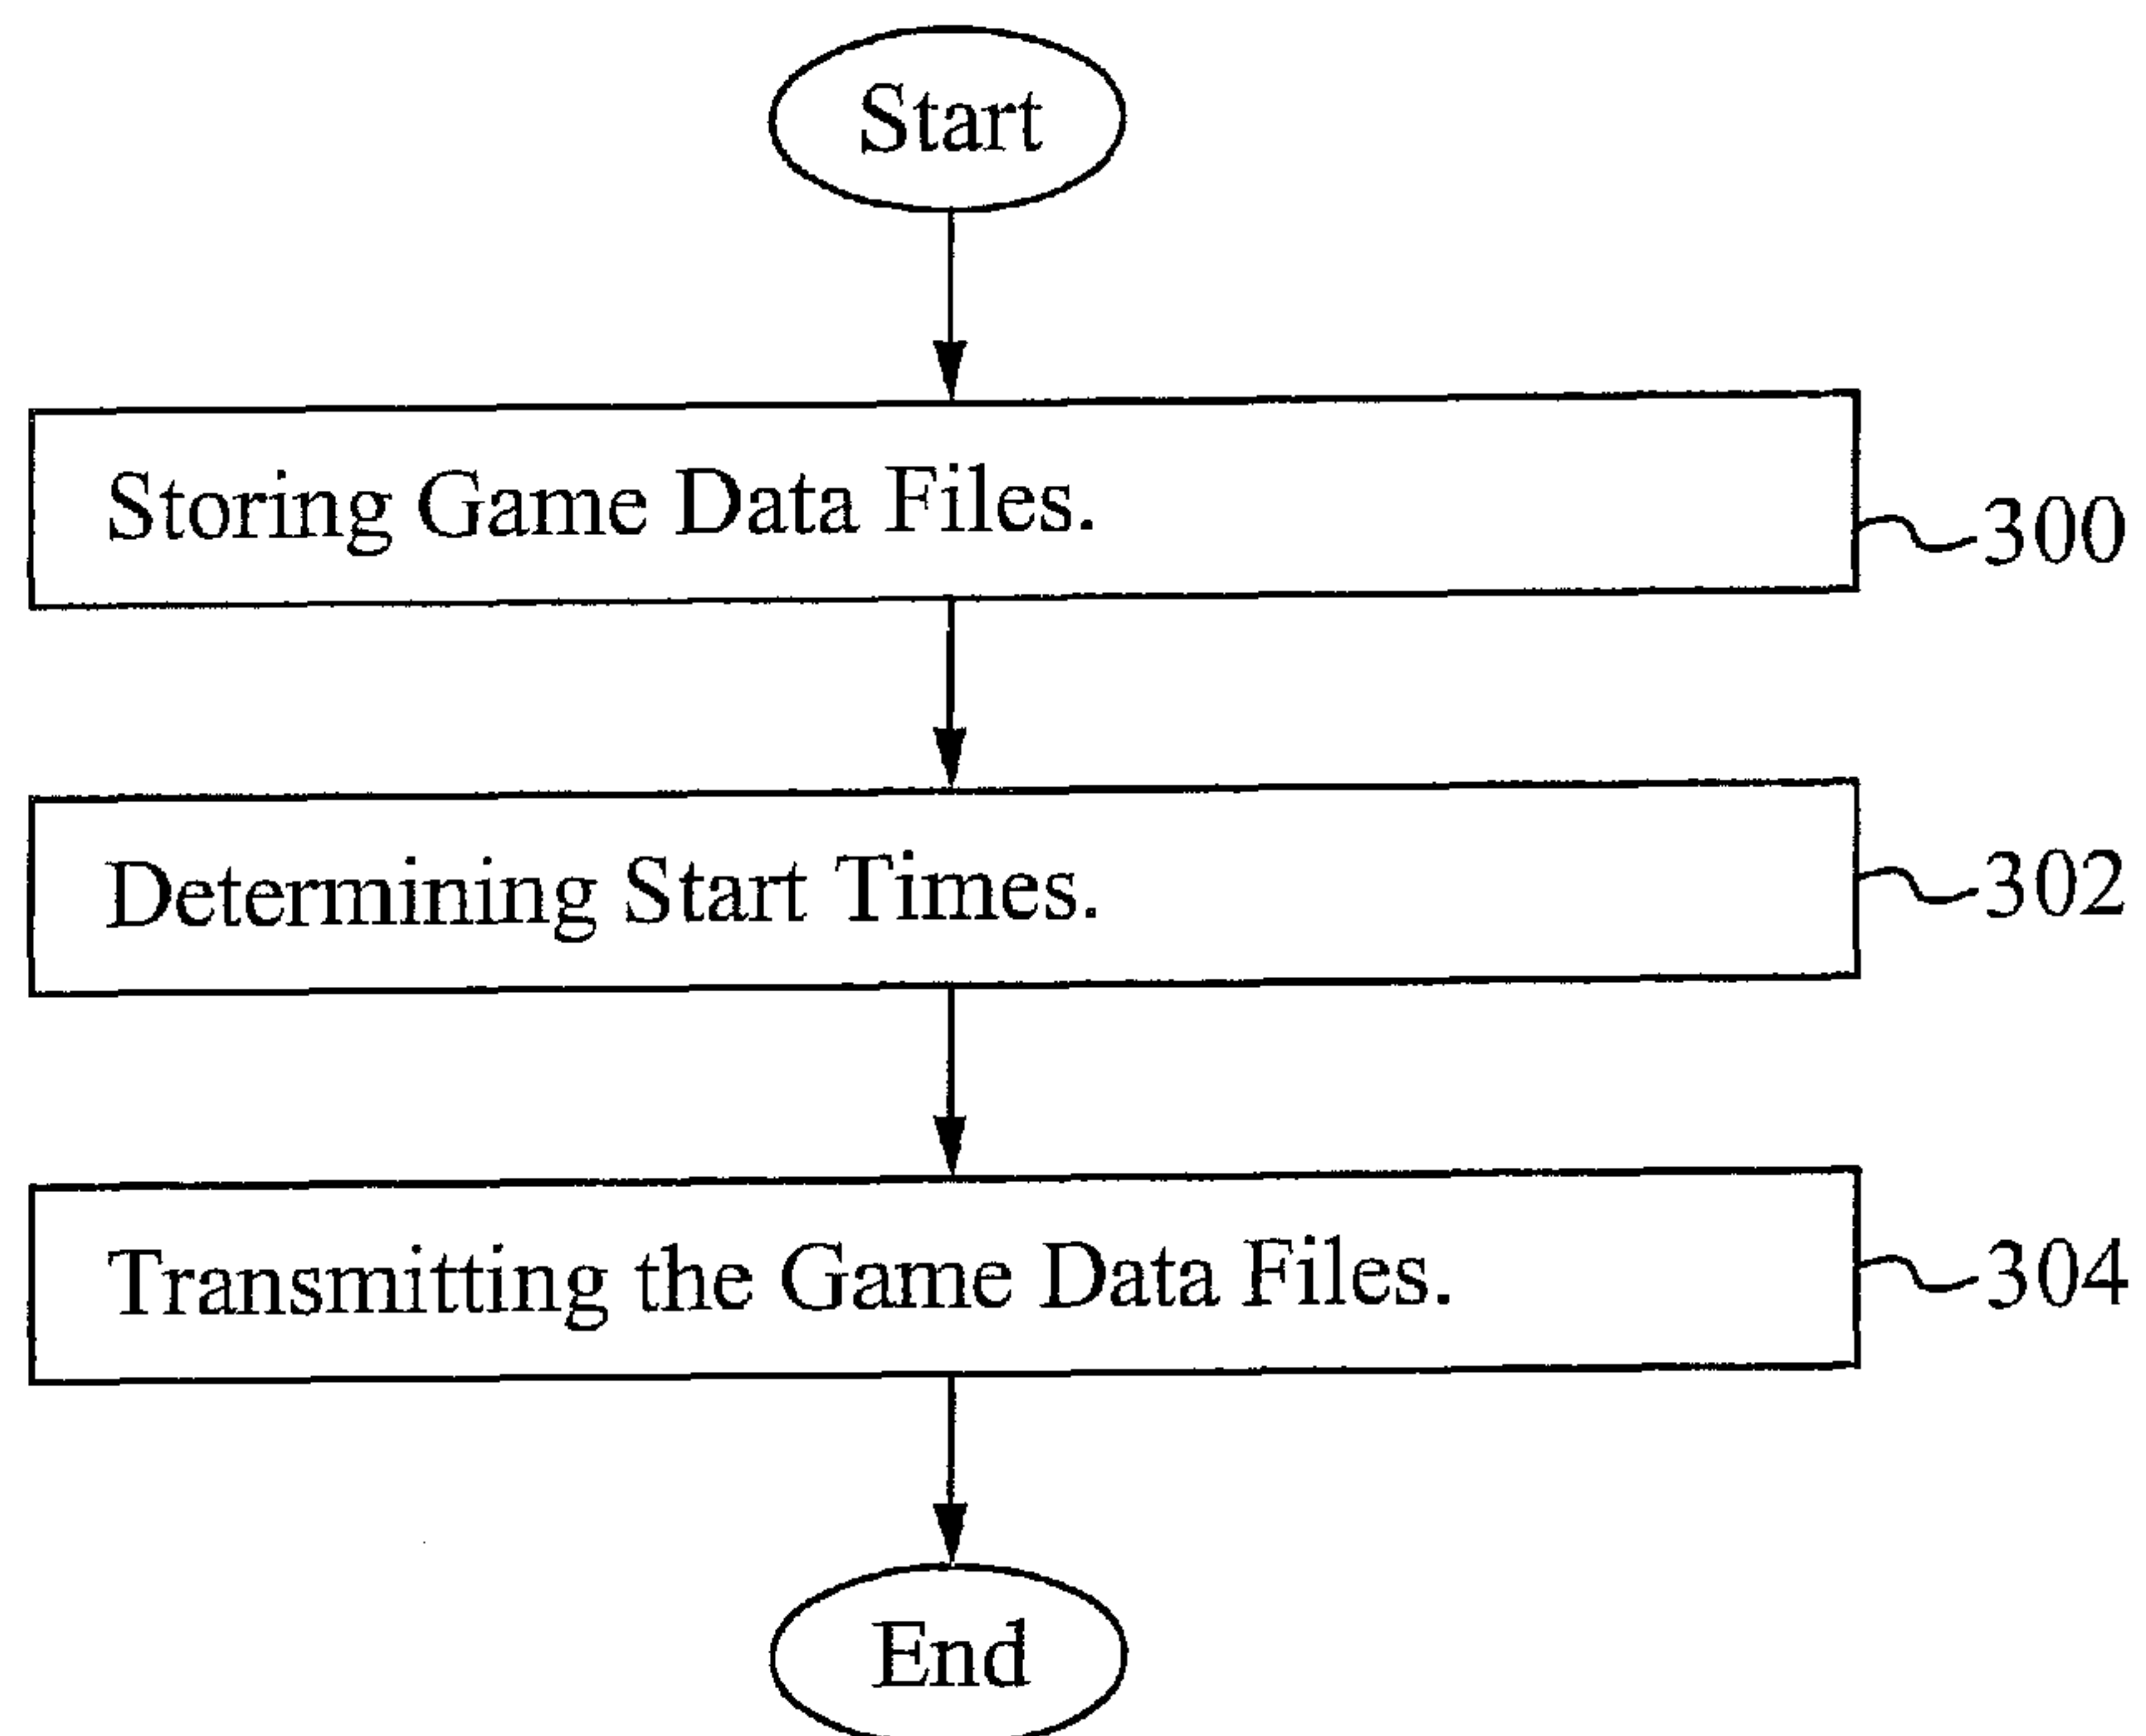 Start
Storing Game Data Files.
300
Determining Start Times.
302
Transmitting the Game Data Files.
304
End